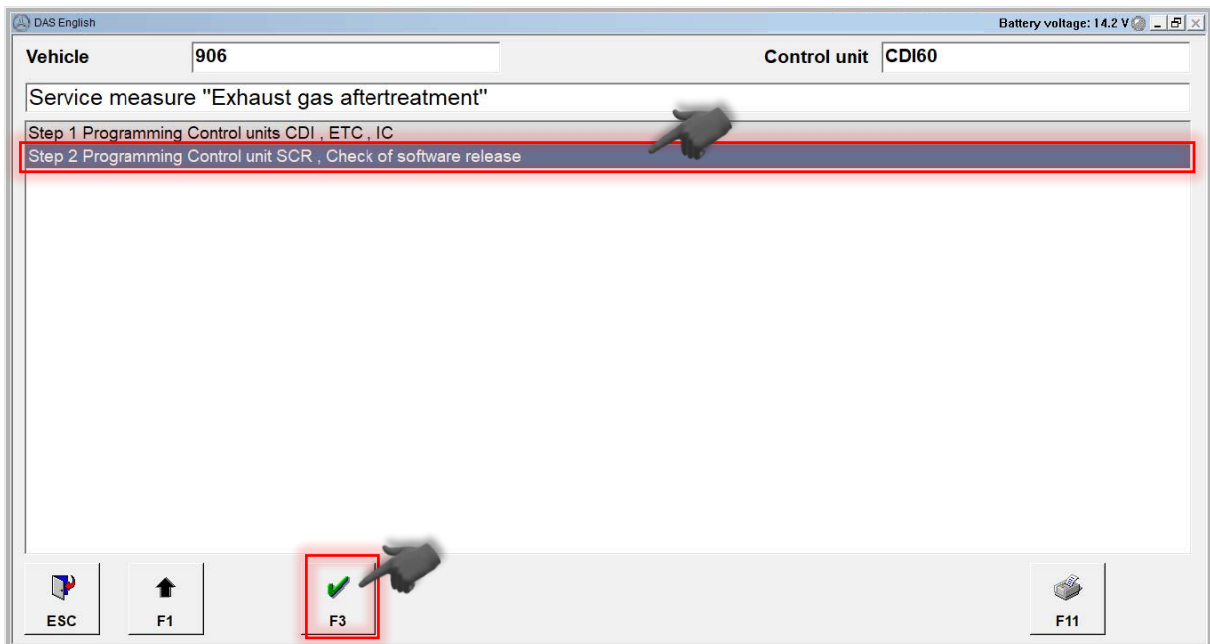 DAS English
Battery voltage: 14.2 V
Vehicle 906 Control unit CDI60
Service measure "Exhaust gas aftertreatment"
Step 1 Programming Control units CDI , ETC , IC
Step 2 Programming Control unit SCR , Check of software release
ESC F1 F3 F11